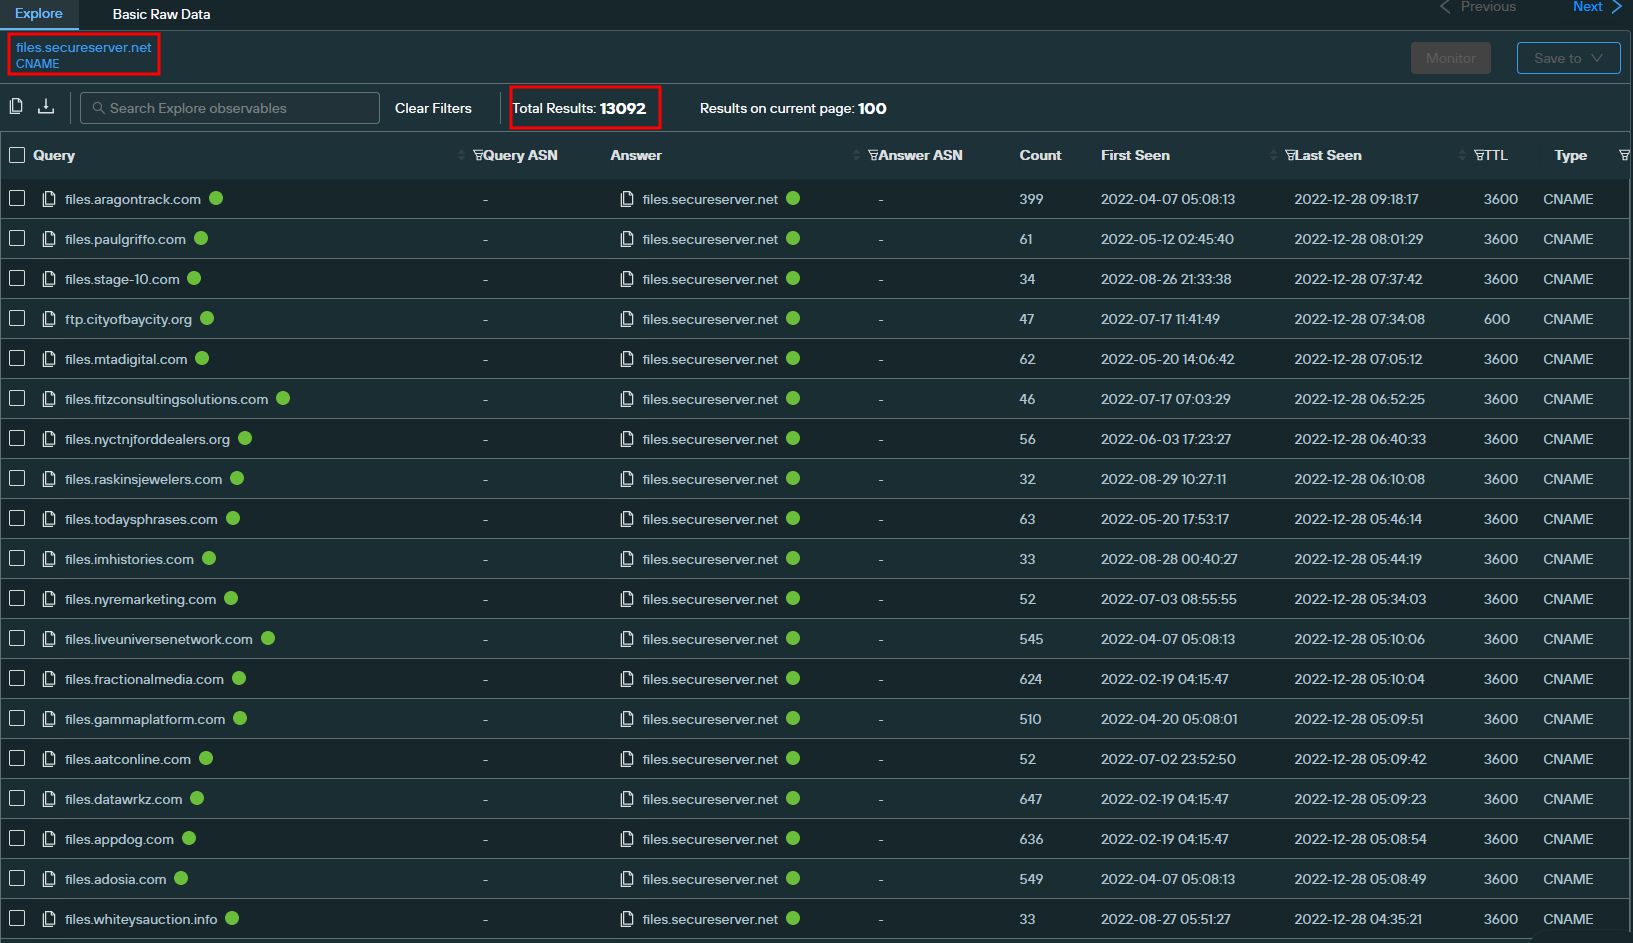 Explore Basic Raw Data Previous Next
files.secureserver.net
CNAME
Monitor Save to
Search Explore observables Clear Filters Total Results: 13092 Results on current page: 100
Query Query ASN Answer Answer ASN Count First Seen Last Seen TTL Type
files.aragontrack.com - files.secureserver.net - 399 2022-04-07 05:08:13 2022-12-28 09:18:17 3600 CNAME
files.paulgriffo.com - files.secureserver.net - 61 2022-05-12 02:45:40 2022-12-28 08:01:29 3600 CNAME
files.stage-10.com - files.secureserver.net - 34 2022-08-26 21:33:38 2022-12-28 07:37:42 3600 CNAME
ftp.cityofbaycity.org - files.secureserver.net - 47 2022-07-17 11:41:49 2022-12-28 07:34:08 600 CNAME
files.mtadigital.com - files.secureserver.net - 62 2022-05-20 14:06:42 2022-12-28 07:05:12 3600 CNAME
files.fitzconsultingsolutions.com - files.secureserver.net - 46 2022-07-17 07:03:29 2022-12-28 06:52:25 3600 CNAME
files.nyctnjforddealers.org - files.secureserver.net - 56 2022-06-03 17:23:27 2022-12-28 06:40:33 3600 CNAME
files.raskinsjewelers.com - files.secureserver.net - 32 2022-08-29 10:27:11 2022-12-28 06:10:08 3600 CNAME
files.todaysphrases.com - files.secureserver.net - 63 2022-05-20 17:53:17 2022-12-28 05:46:14 3600 CNAME
files.imhistories.com - files.secureserver.net - 33 2022-08-28 00:40:27 2022-12-28 05:44:19 3600 CNAME
files.nyremarketing.com - files.secureserver.net - 52 2022-07-03 08:55:55 2022-12-28 05:34:03 3600 CNAME
files.liveuniversenetwork.com - files.secureserver.net - 545 2022-04-07 05:08:13 2022-12-28 05:10:06 3600 CNAME
files.fractionalmedia.com - files.secureserver.net - 624 2022-02-19 04:15:47 2022-12-28 05:10:04 3600 CNAME
files.gammaplatform.com - files.secureserver.net - 510 2022-04-20 05:08:01 2022-12-28 05:09:51 3600 CNAME
files.aatconline.com - files.secureserver.net - 52 2022-07-02 23:52:50 2022-12-28 05:09:42 3600 CNAME
files.datawrkz.com - files.secureserver.net - 647 2022-02-19 04:15:47 2022-12-28 05:09:23 3600 CNAME
files.appdog.com - files.secureserver.net - 636 2022-02-19 04:15:47 2022-12-28 05:08:54 3600 CNAME
files.adosia.com - files.secureserver.net - 549 2022-04-07 05:08:13 2022-12-28 05:08:49 3600 CNAME
files.whiteysauction.info - files.secureserver.net - 33 2022-08-27 05:51:27 2022-12-28 04:35:21 3600 CNAME